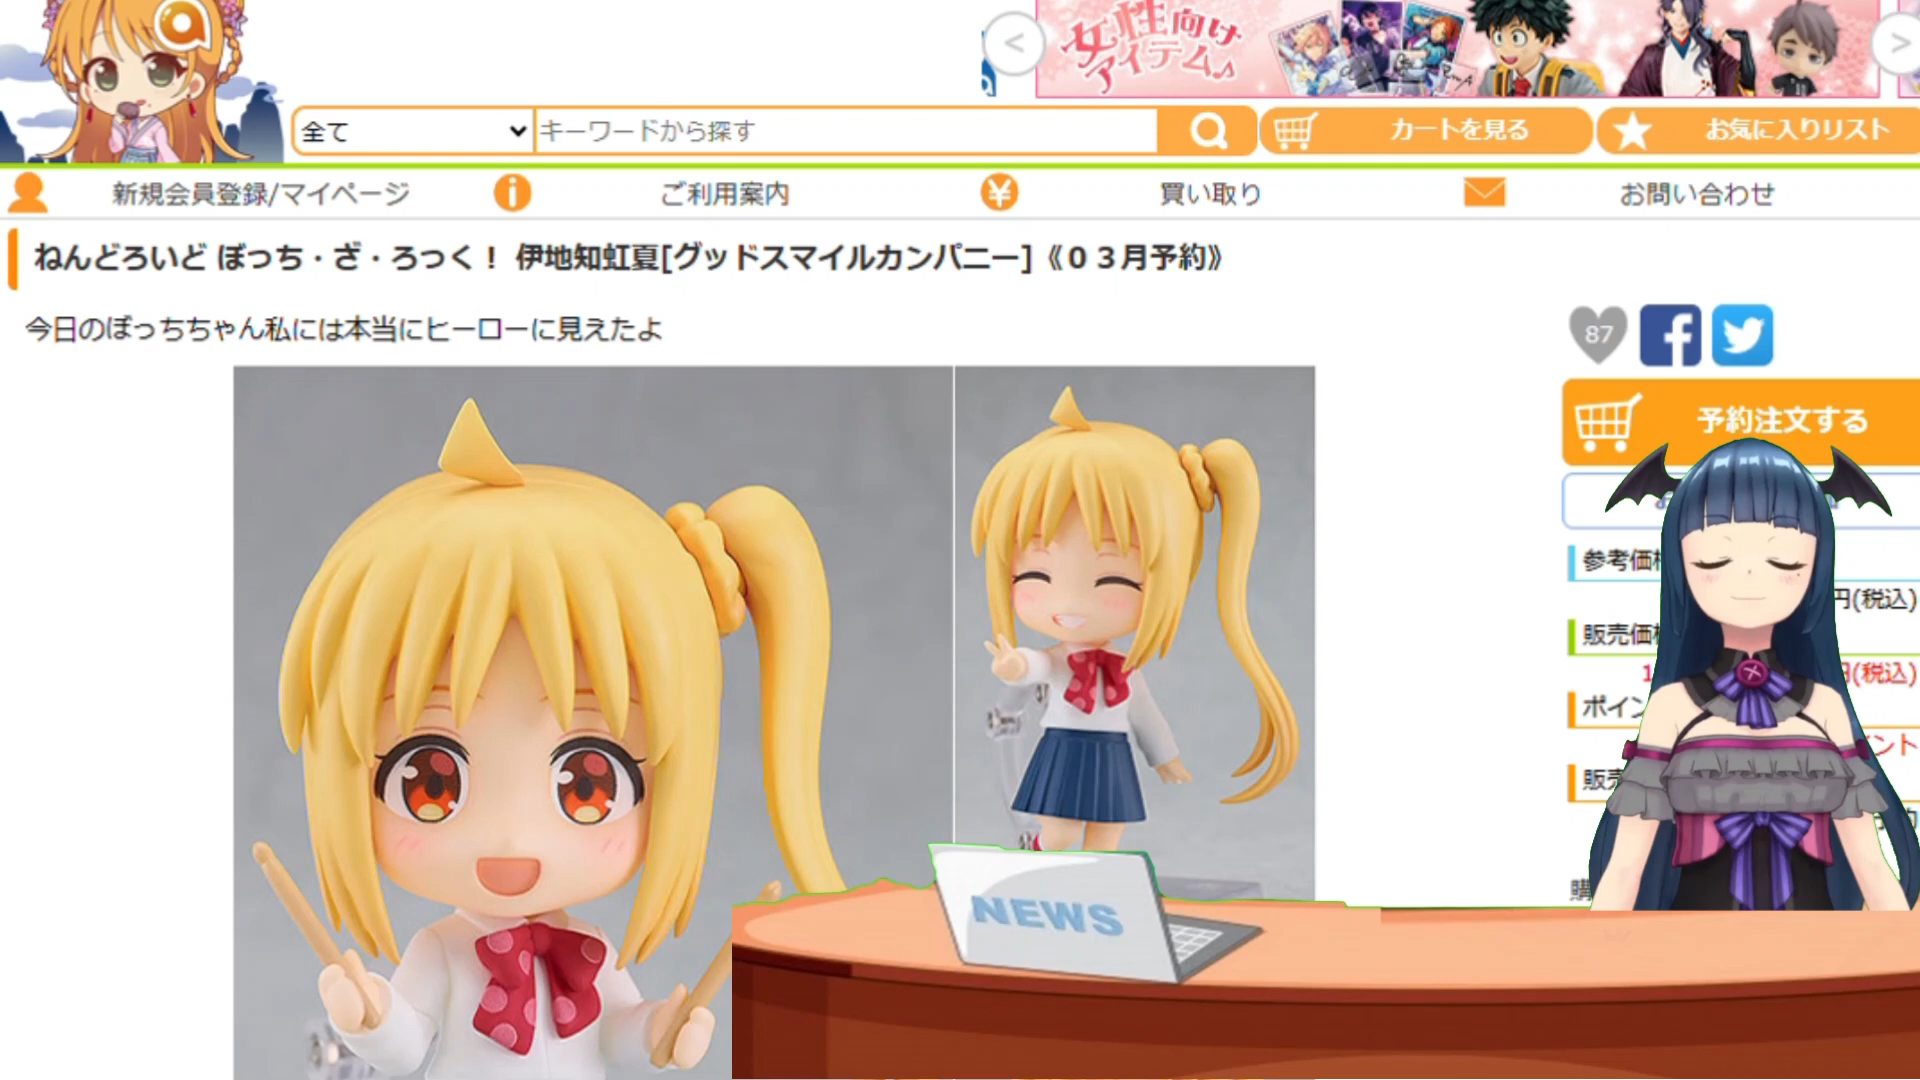 女性向け
アイテム♪
全て
キーワードから探す
カートを見る
お気に入りリスト
新規会員登録/マイページ
ご利用案内
買い取り
お問い合わせ
ねんどろいど ぼっち・ざ・ろっく！ 伊地知虹夏[グッドスマイルカンパニー]《０３月予約》
今日のぼっちちゃん私には本当にヒーローに見えたよ
87
予約注文する
参考価
円(税込)
販売価
(税込)
ポイン
ント
販売
NEWS